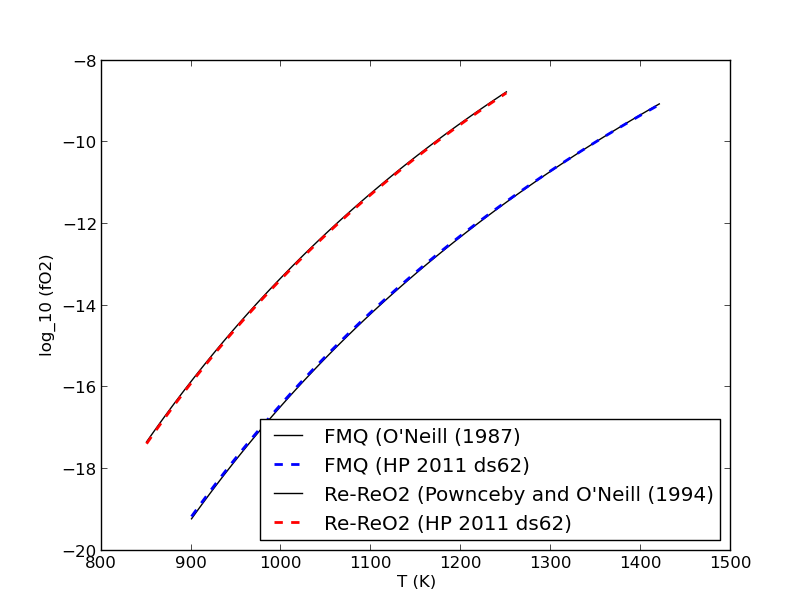 −8
−10
−12
−14
−16
−18
−20
log_10 (fO2)
FMQ (O'Neill (1987)
FMQ (HP 2011 ds62)
Re-ReO2 (Pownceby and O'Neill (1994)
Re-ReO2 (HP 2011 ds62)
800 900 1000 1100 1200 1300 1400 1500
T (K)